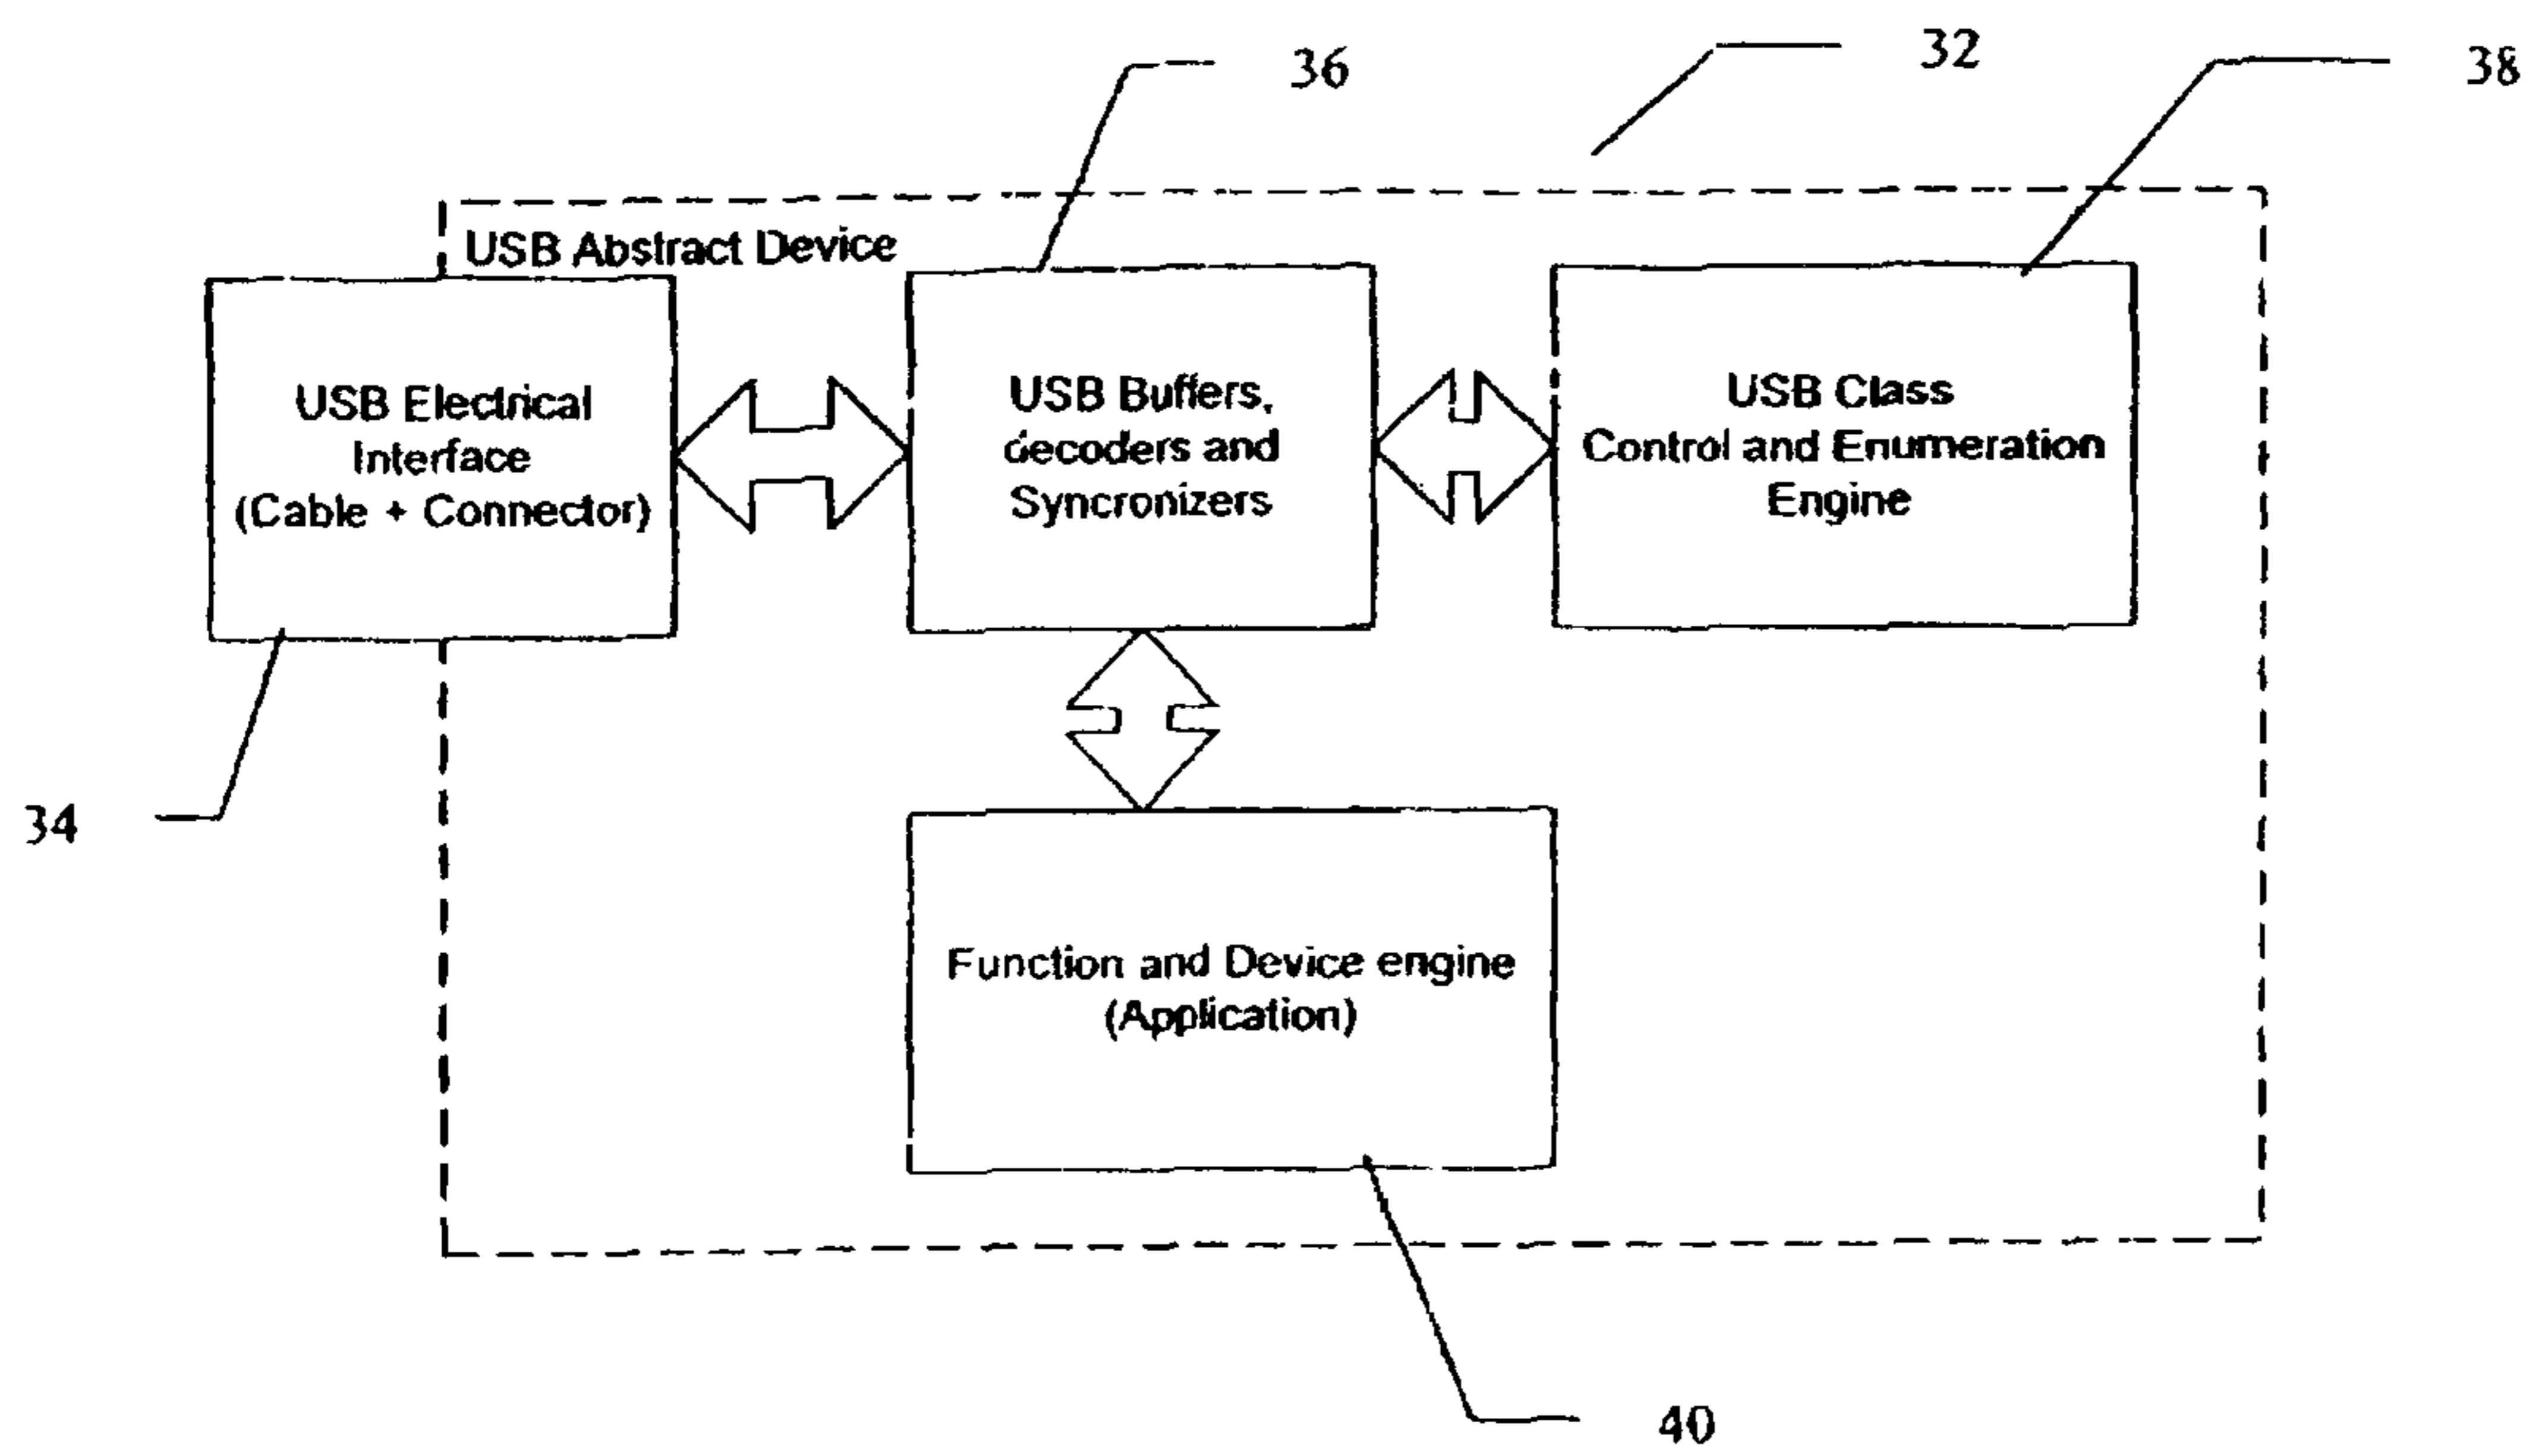 36
32
38
USB Abstract Device
USB Electrical
Interface
(Cable + Connector)
USB Buffers,
decoders and
Syncronizers
USB Class
Control and Enumeration
Engine
34
Function and Device engine
(Application)
40